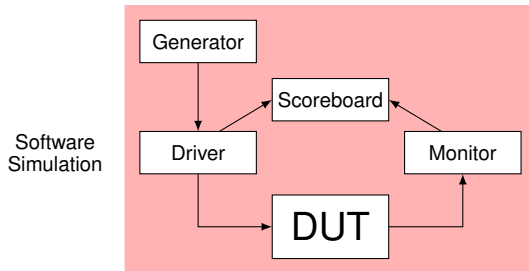 Generator
Scoreboard
Software
Simulation
Driver
Monitor
DUT